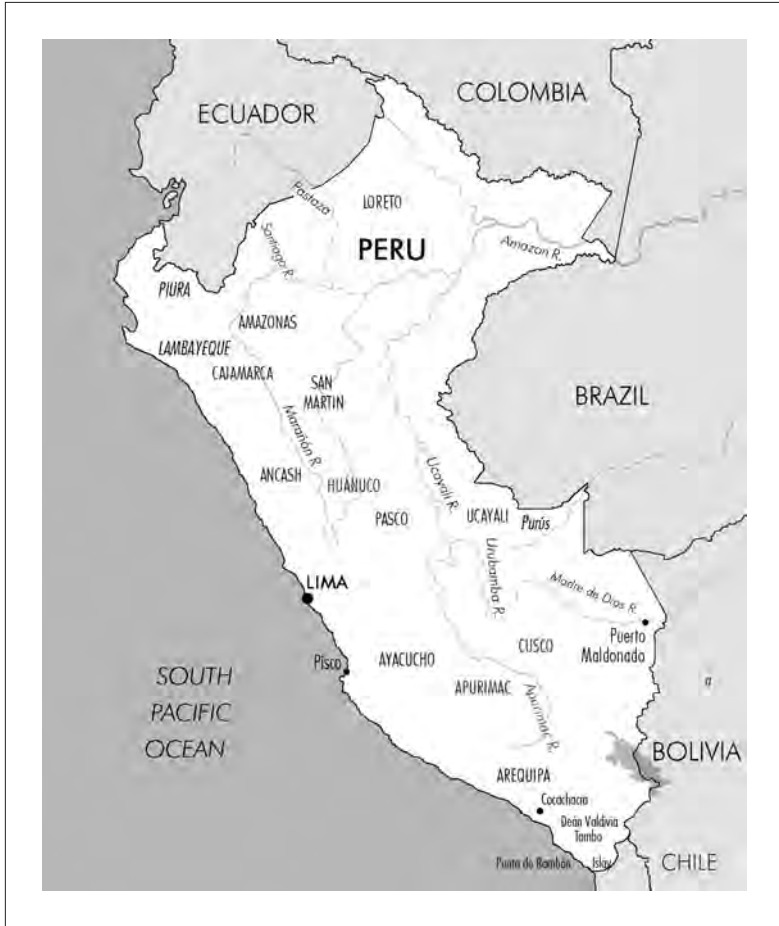 COLOMBIA
ECUADOR
Pastaza
LORETO
Santiago R.
PERU
Amazon R.
PIURA
AMAZONAS
LAMBAYEQUE
CAJAMARCA
SAN
MARTIN
BRAZIL
Marañón R.
ANCASH
HUANUCO
Ucayali R.
PASCO
UCAYALI
Purús
Urubamba R.
LIMA
Madre de Dios R.
Puerto
Maldonado
CUSCO
Pisco
AYACUCHO
APURIMAC
SOUTH
PACIFIC
OCEAN
a
Apurimac R.
BOLIVIA
AREQUIPA
Cocachacra
Deán Valdivia
Tambo
Punta de Bombón
Islay
CHILE